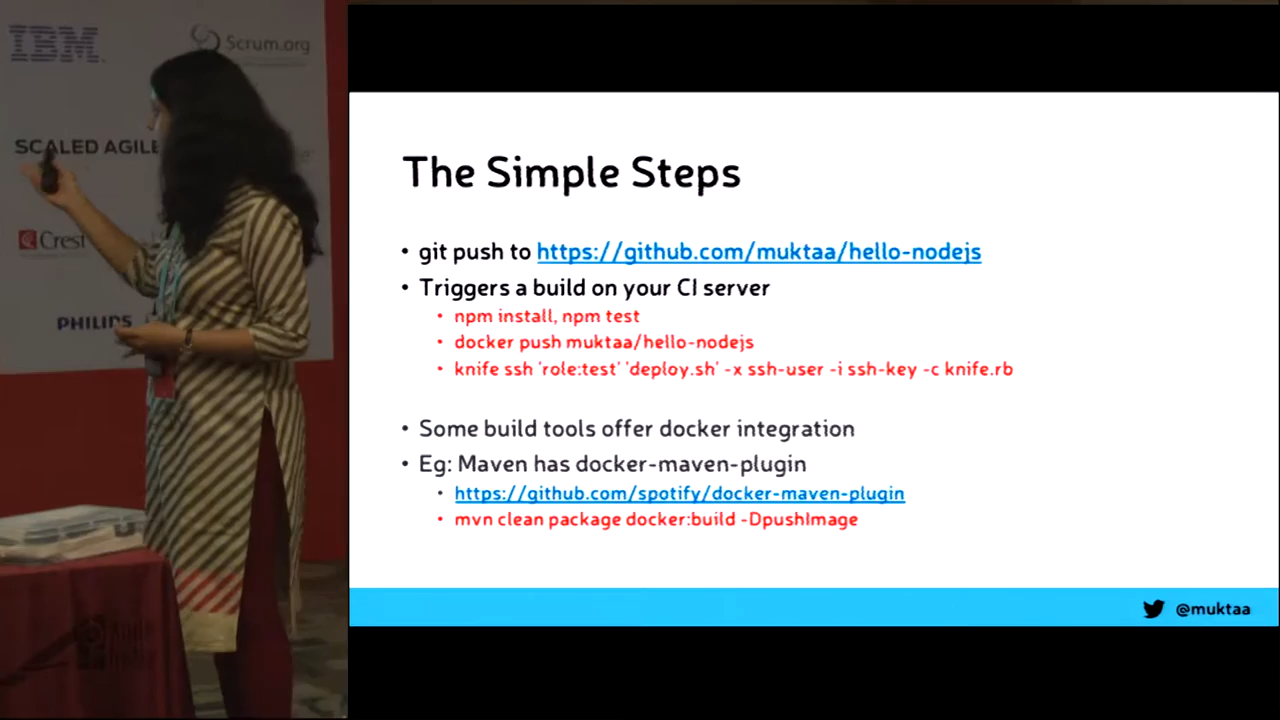 IBM
Scrum.org
SCALED AGILE
Crest
PHILIPS
The Simple Steps
• git push to https://github.com/muktaa/hello-nodejs
• Triggers a build on your CI server
• npm install, npm test
• docker push muktaa/hello-nodejs
• knife ssh 'role:test' 'deploy.sh' -x ssh-user -i ssh-key -c knife.rb
• Some build tools offer docker integration
• Eg: Maven has docker-maven-plugin
• https://github.com/spotify/docker-maven-plugin
• mvn clean package docker:build -DpushImage
@muktaa